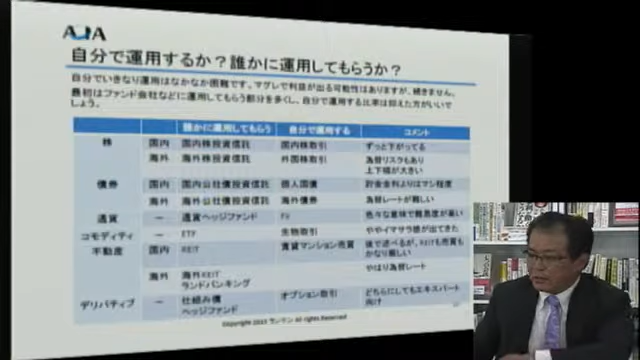 自分で運用するか？誰かに運用してもらうか？
自分でいきなり運用はなかなか困難です。マグレで利益が出る可能性はありますが、続きません。
最初はファンド会社などに運用してもらう部分を多くし、自分で運用する比率は抑えた方がいいで
しょう。
誰かに運用してもらう 自分で運用する コメント
株 国内 国内株投資信託 国内株取引 ずっと下がってる
海外 海外株投資信託 外国株取引 為替リスクもあり
上下幅が大きい
債券 国内 国内公社債投資信託 個人国債 貯金金利よりはマシ程度
海外 海外公社債投資信託 海外債券 為替レートが難しい
通貨 － 通貨ヘッジファンド FX 色々な意味で難易度が高い
コモディティ － ETF 先物取引 ややイマサラ感が出てきた
不動産 国内 REIT 賃貸マンション売買 後で述べるが、REITも売買も
かなり厳しい
海外 海外REIT やはり為替レート
ランドバンキング
デリバティブ － 仕組み債 オプション取引 どちらにしてもエキスパート
ヘッジファンド 向け
All rights Reserved